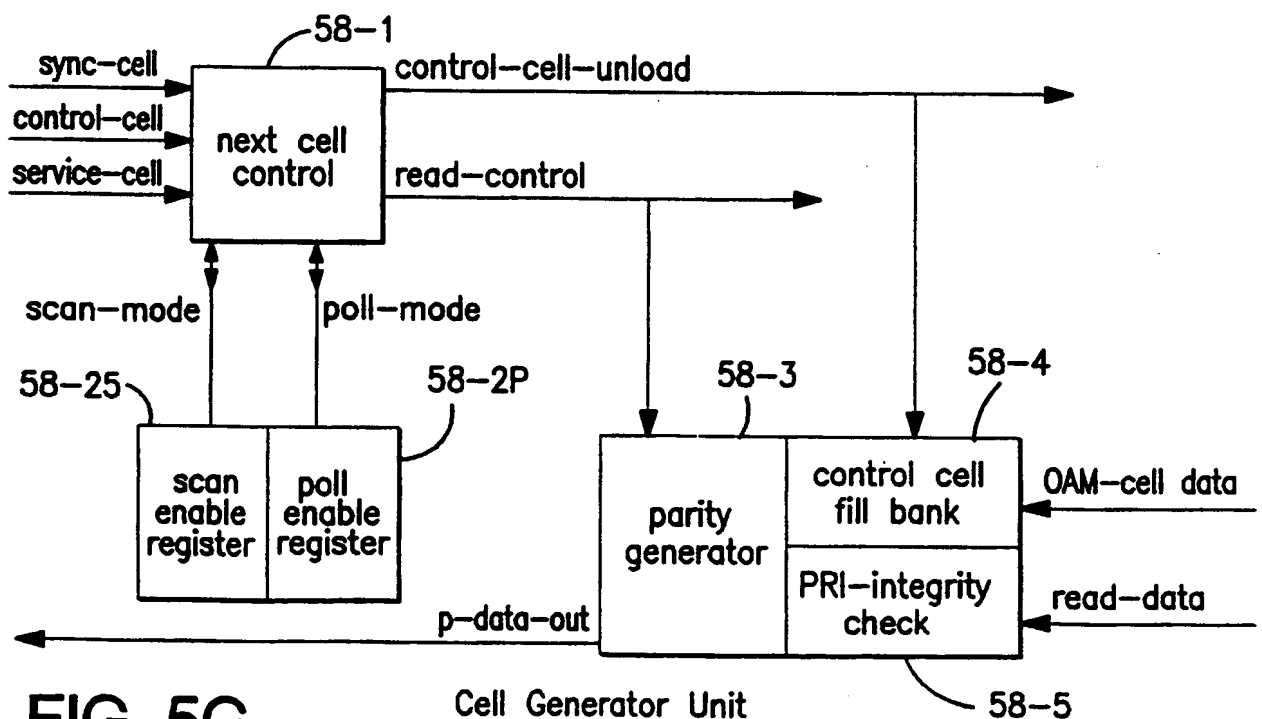 58-1
sync-cell
control-cell
service-cell
next cell
control
control-cell-unload
read-control
scan-mode
poll-mode
58-25
58-2P
58-3
58-4
scan
enable
register
poll
enable
register
parity
generator
control cell
fill bank
PRI-integrity
check
OAM-cell data
read-data
p-data-out
58-5
FIG. 5C
Cell Generator Unit